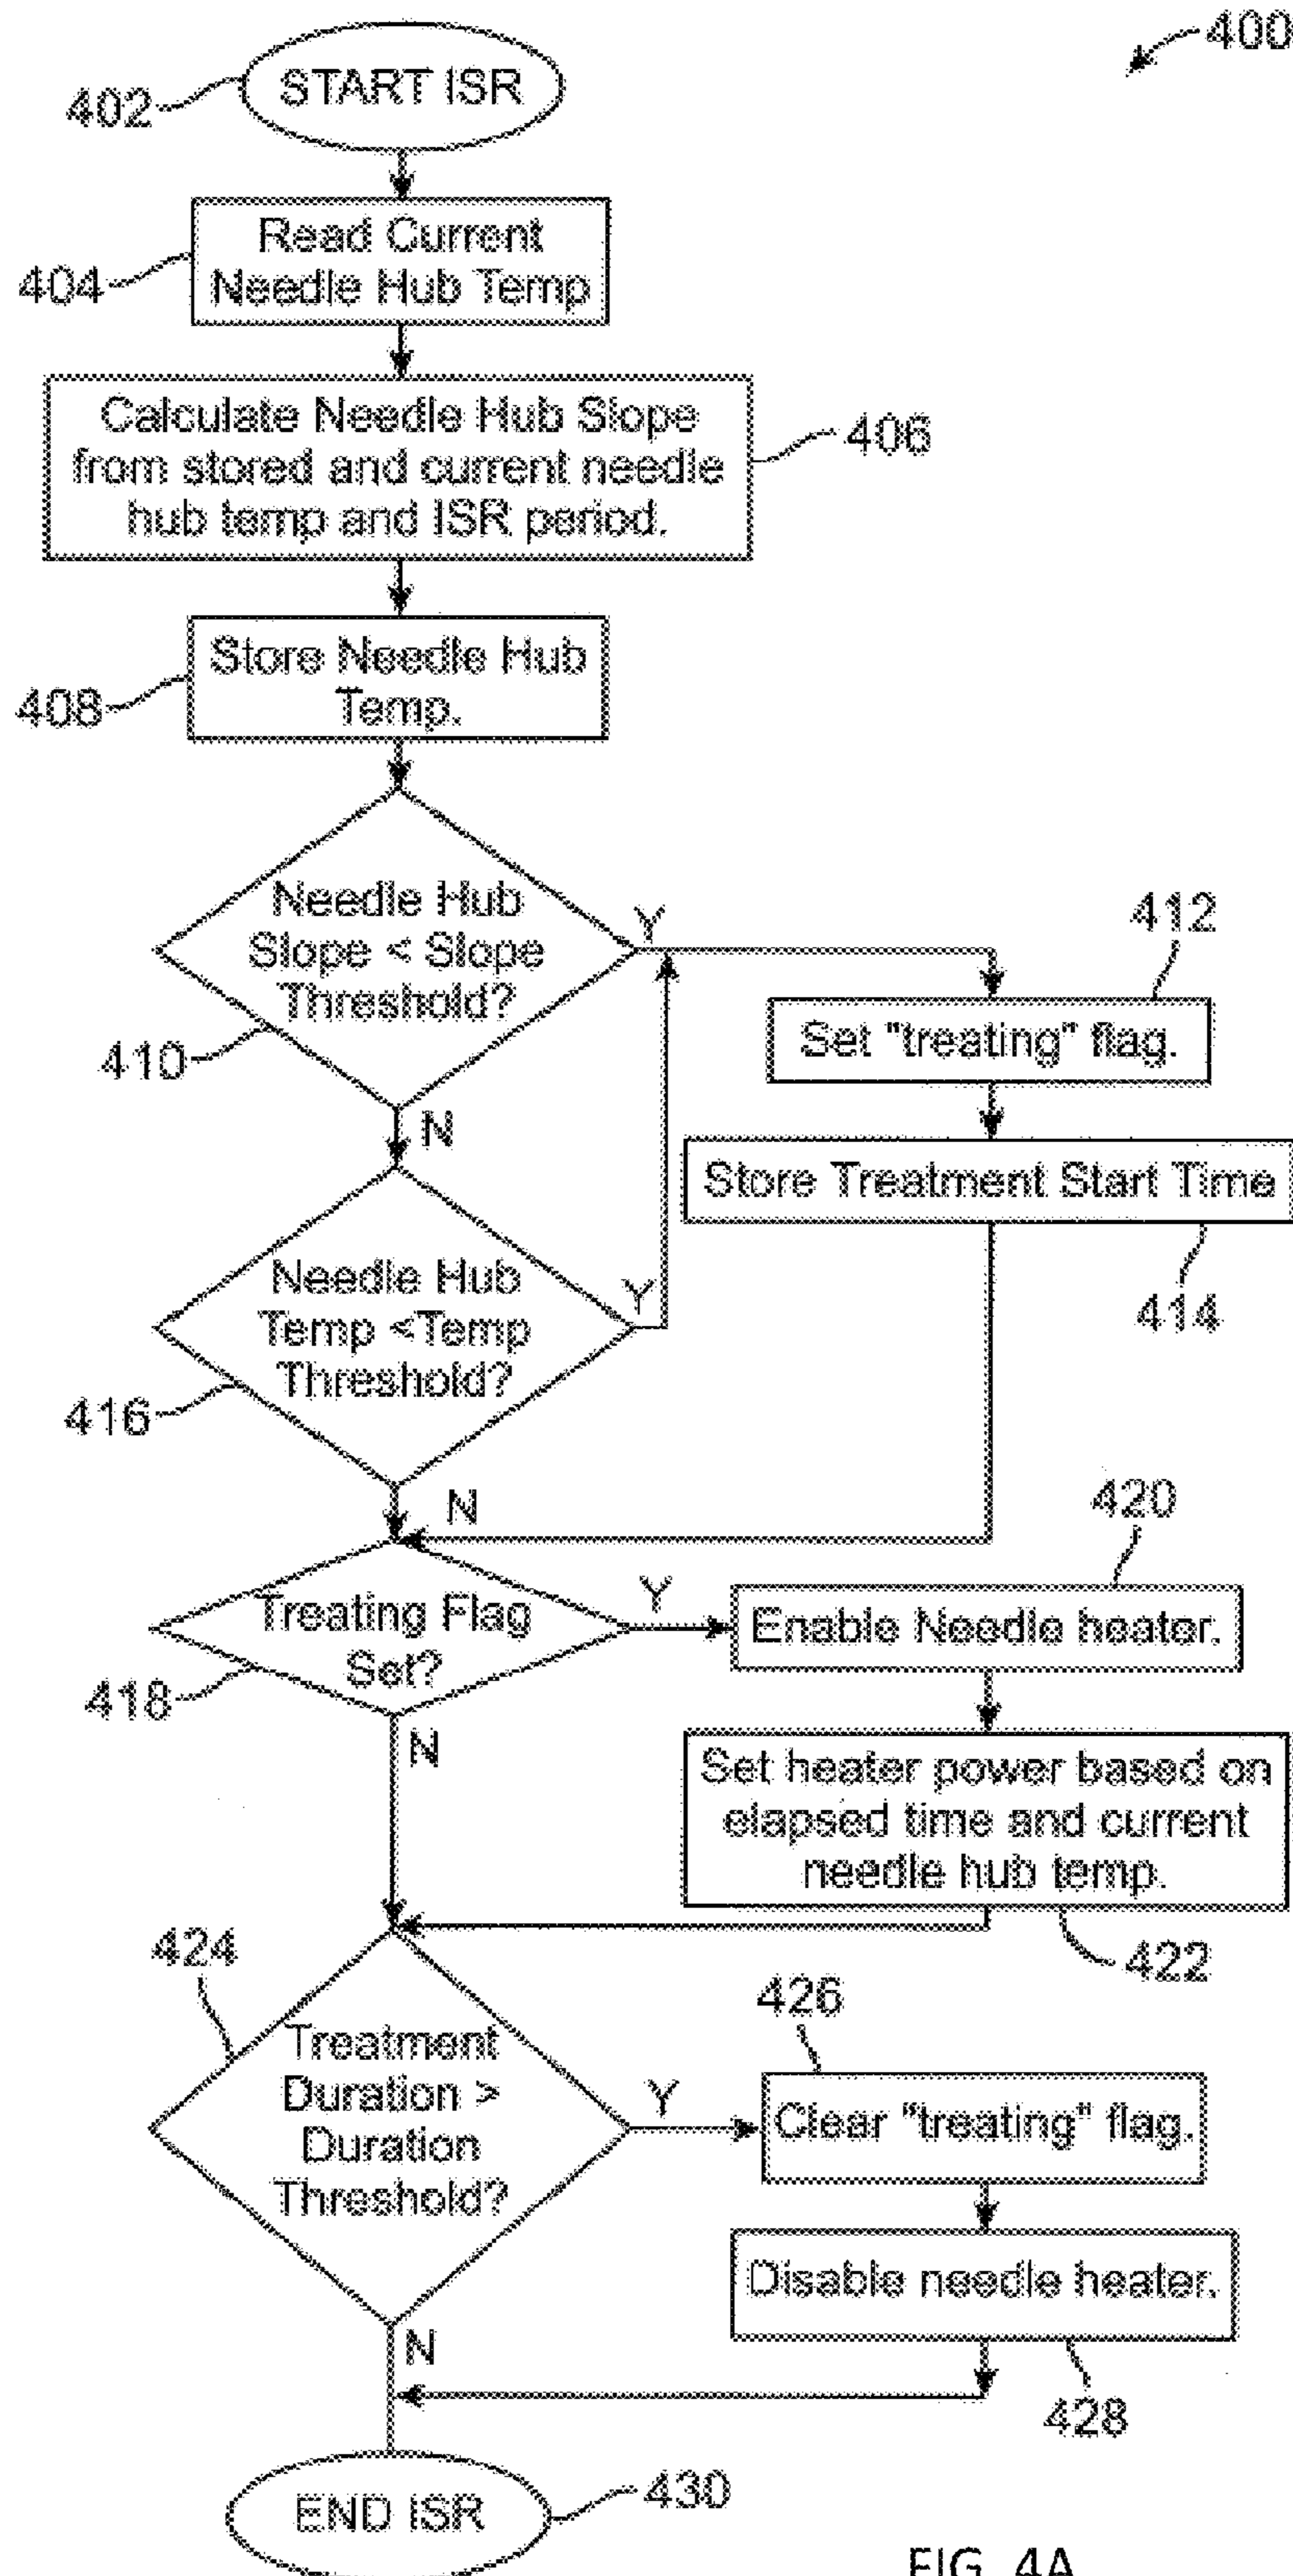 400
START ISR
402
Read Current
Needle Hub Temp
404
Calculate Needle Hub Slope
from stored and current needle
hub temp and ISR period.
406
Store Needle Hub
Temp.
408
Needle Hub
Slope < Slope
Threshold?
Y
410
N
412
Set "treating" flag.
Store Treatment Start Time
414
Needle Hub
Temp <Temp
Threshold?
Y
416
N
420
Treating Flag
Set?
Y
418
N
Enable Needle heater.
Set heater power based on
elapsed time and current
needle hub temp.
422
424
Treatment
Duration >
Duration
Threshold?
Y
N
426
Clear "treating" flag.
Disable needle heater.
428
END ISR
430
FIG. 4A